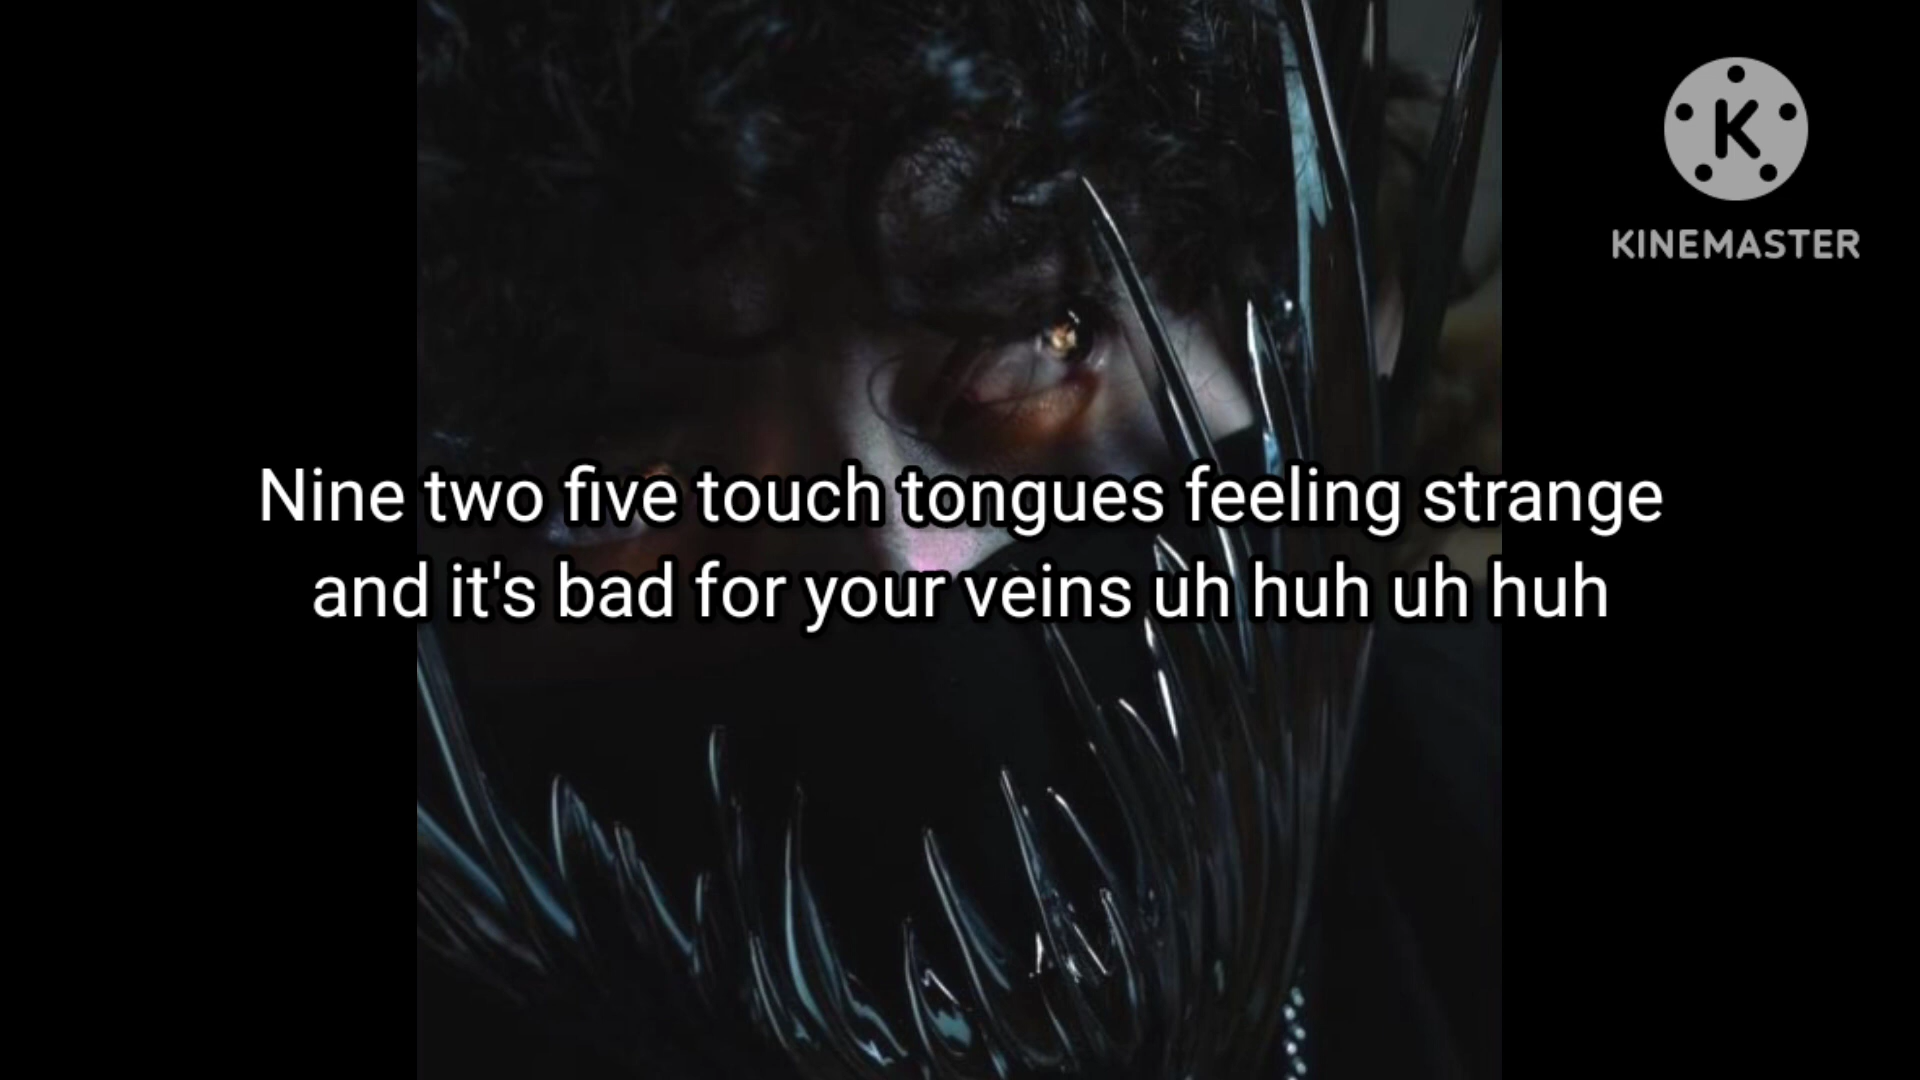 K
KINEMASTER
Nine two five touch tongues feeling strange
and it's bad for your veins uh huh uh huh